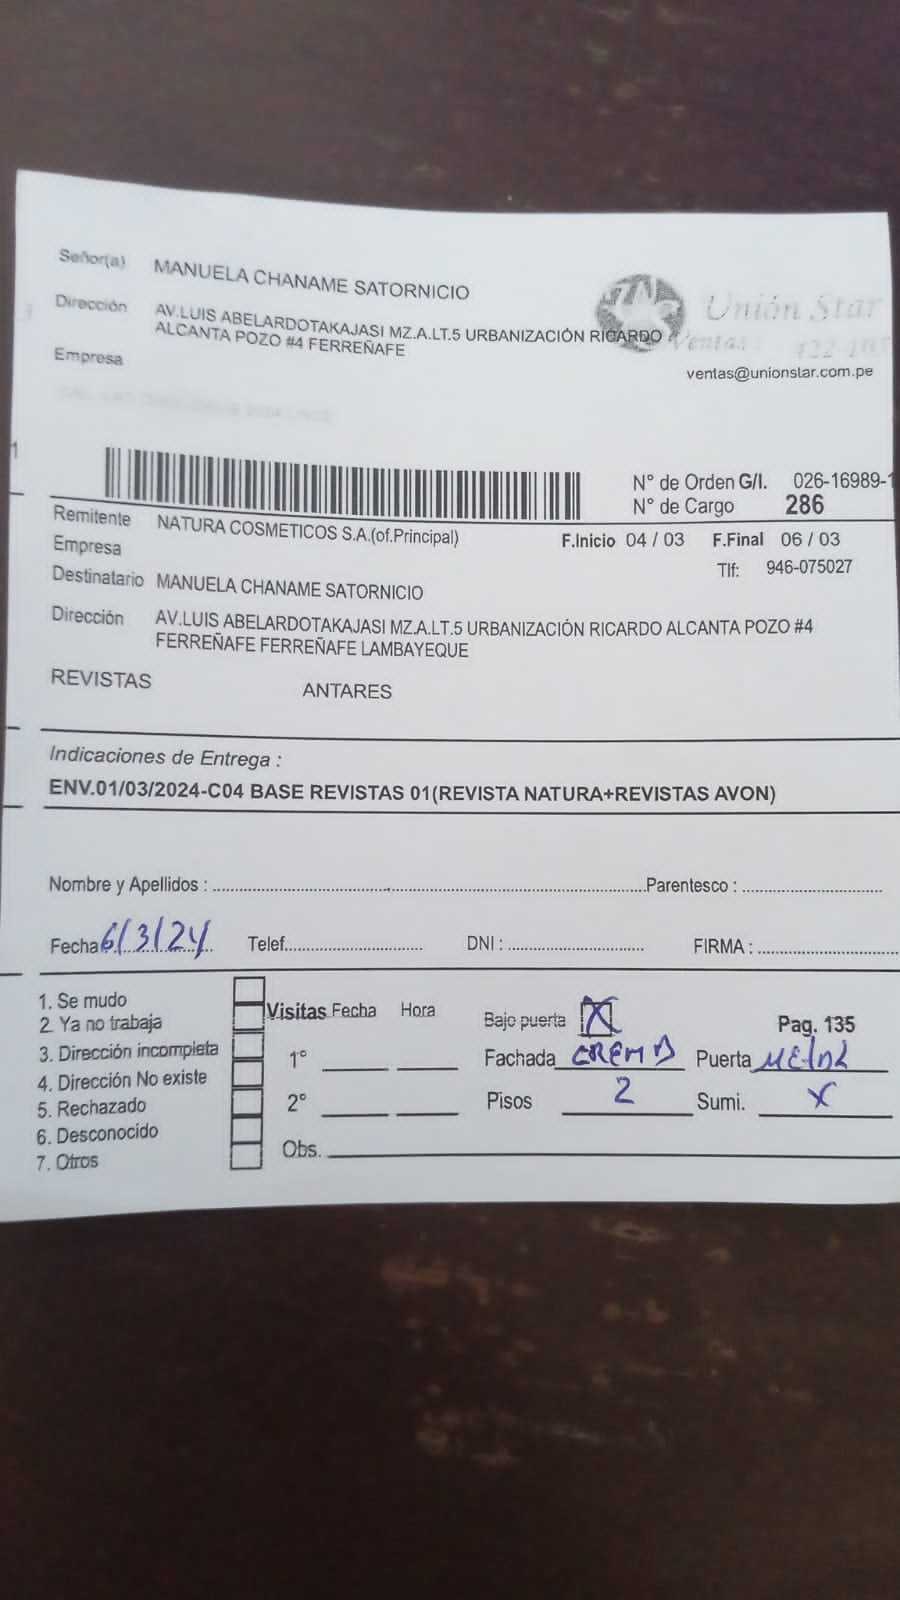 Señor(a) MANUELA CHANAME SATORNICIO
Dirección AV.LUIS ABELARDOTAKAJASI MZ.A.LT.5 URBANIZACIÓN RICARDO
ALCANTA POZO #4 FERREÑAFE
Empresa
Unión Star
Ventas:
ventas@unionstar.com.pe
N° de Orden G/I. 026-16989-1
N° de Cargo 286
Remitente NATURA COSMETICOS S.A.(of.Principal)
Empresa
F.Inicio 04 / 03 F.Final 06 / 03
Tlf: 946-075027
Destinatario MANUELA CHANAME SATORNICIO
Dirección AV.LUIS ABELARDOTAKAJASI MZ.A.LT.5 URBANIZACIÓN RICARDO ALCANTA POZO #4
FERREÑAFE FERREÑAFE LAMBAYEQUE
REVISTAS ANTARES
Indicaciones de Entrega :
ENV.01/03/2024-C04 BASE REVISTAS 01(REVISTA NATURA+REVISTAS AVON)
Nombre y Apellidos : Parentesco :
Fecha 6/3/24 Telef. DNI : FIRMA :
1. Se mudo
2. Ya no trabaja
3. Dirección incompleta
4. Dirección No existe
5. Rechazado
6. Desconocido
7. Otros
Visitas Fecha Hora
1°
2°
Obs.
Bajo puerta X Pag. 135
Fachada CREMA Puerta METAL
Pisos 2 Sumi. X